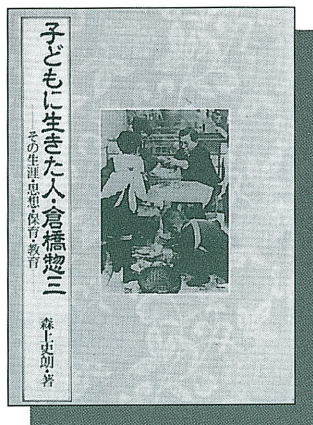 子どもに生きた人・倉橋惣三
──その生涯・思想・保育・教育
森上史朗・著